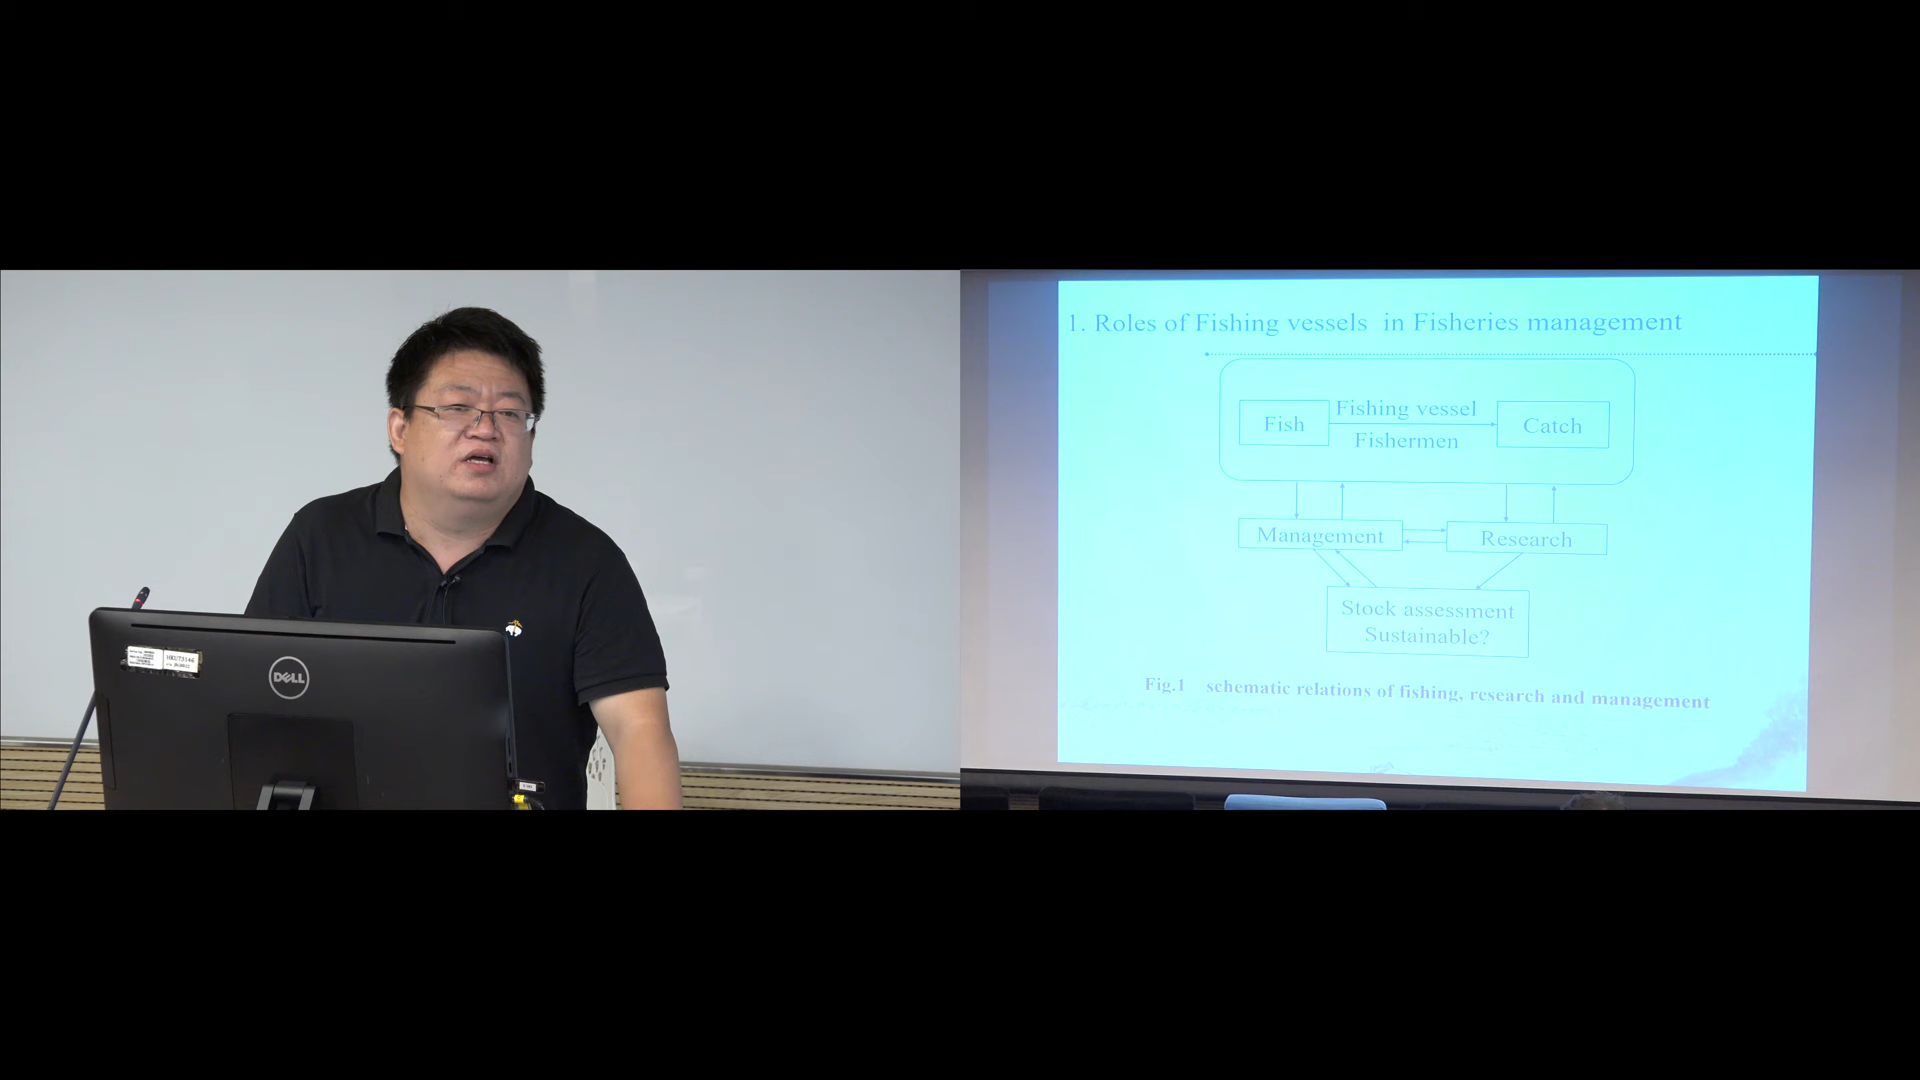 DELL
HKU73546
1. Roles of Fishing vessels in Fisheries management
Fish
Fishing vessel
Fishermen
Catch
Management
Research
Stock assessment
Sustainable?
Fig.1 schematic relations of fishing, research and management